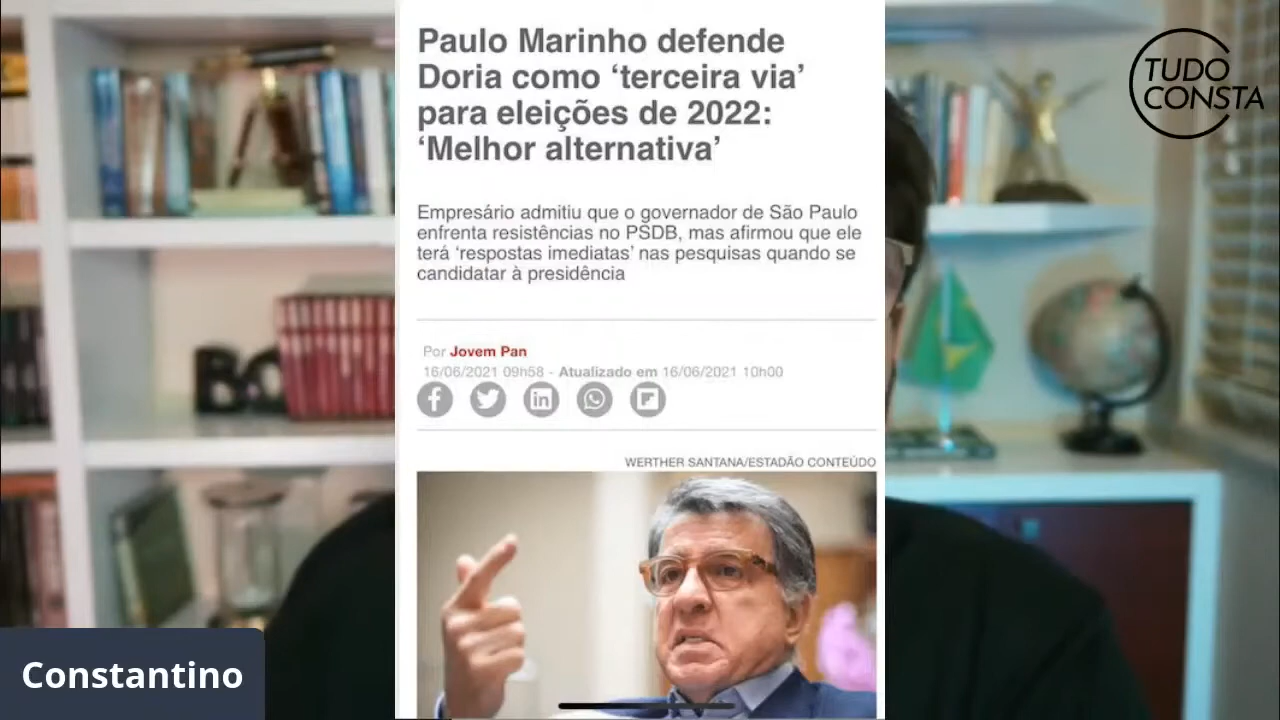 Paulo Marinho defende
Doria como ‘terceira via’
para eleições de 2022:
‘Melhor alternativa’
Empresário admitiu que o governador de São Paulo
enfrenta resistências no PSDB, mas afirmou que ele
terá ‘respostas imediatas’ nas pesquisas quando se
candidatar à presidência
Por Jovem Pan
16/06/2021 09h58 - Atualizado em 16/06/2021 10h00
WERTHER SANTANA/ESTADÃO CONTEÚDO
TUDO
CONSTA
BO
Constantino